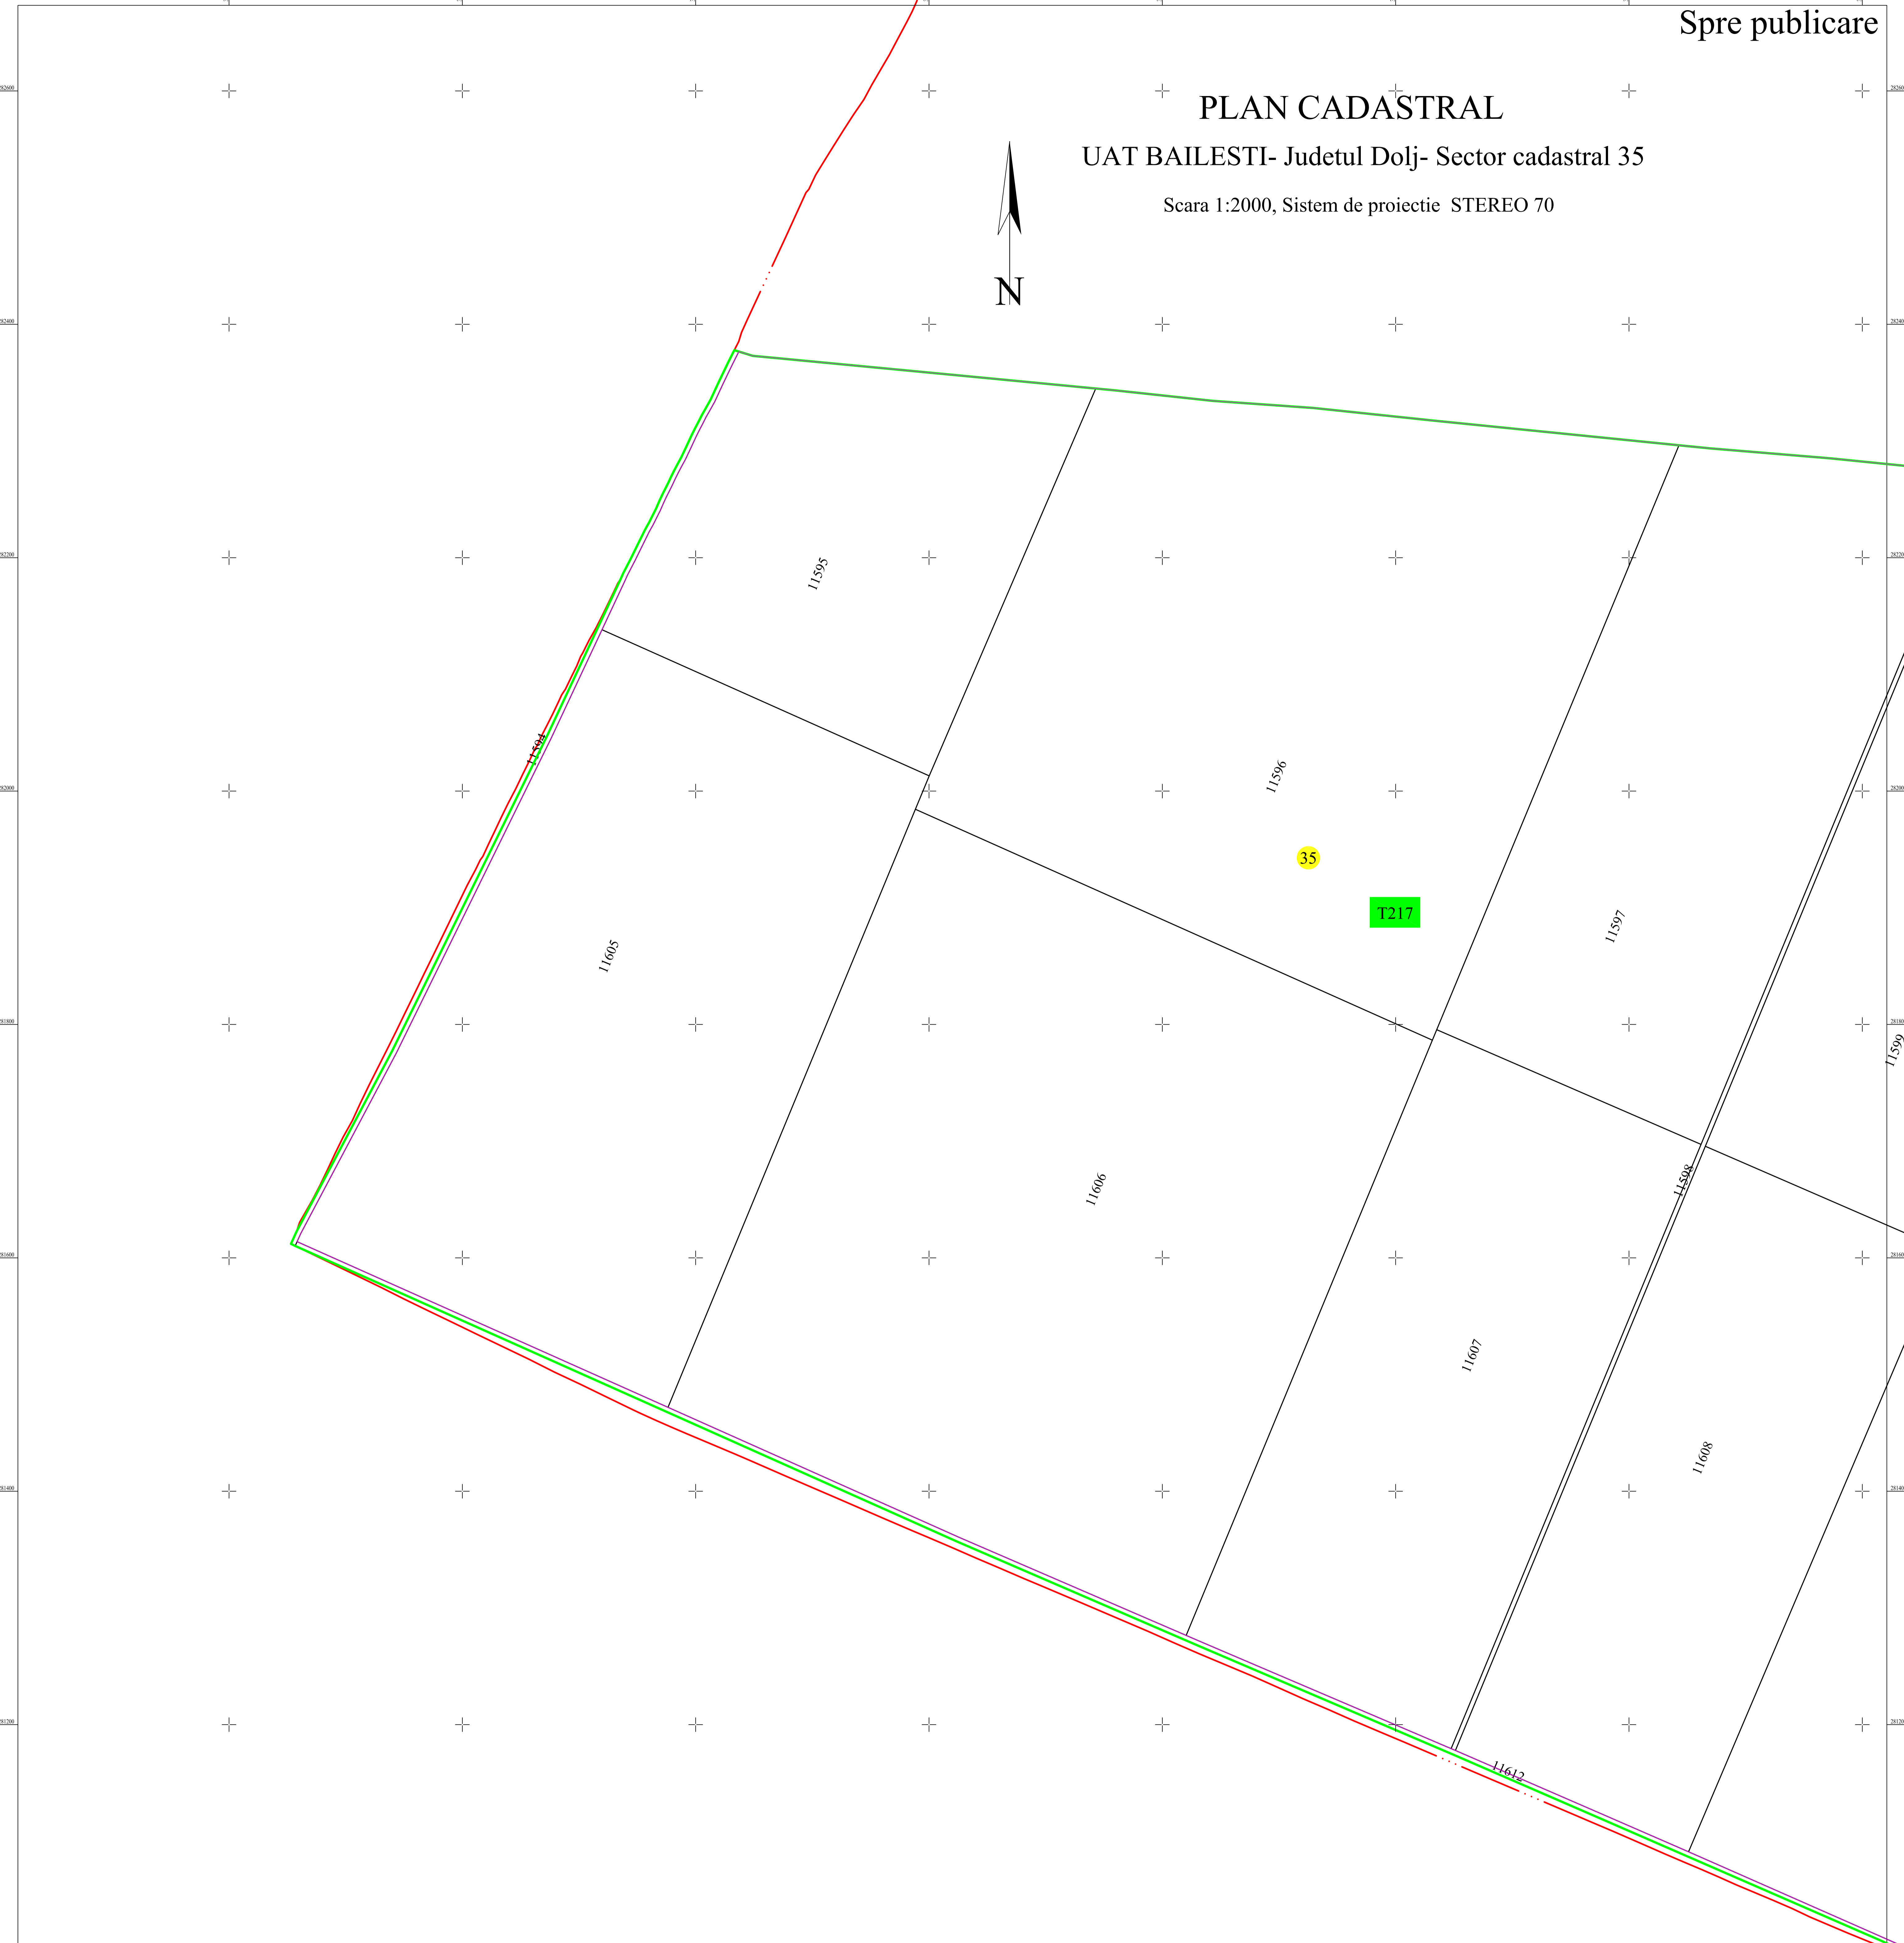 Spre publicare
PLAN CADASTRAL
UAT BAILESTI- Judetul Dolj- Sector cadastral 35
Scara 1:2000, Sistem de proiectie  STEREO 70
N
11595
11594
11596
35
T217
11597
11605
11599
11606
11598
11607
11608
11612